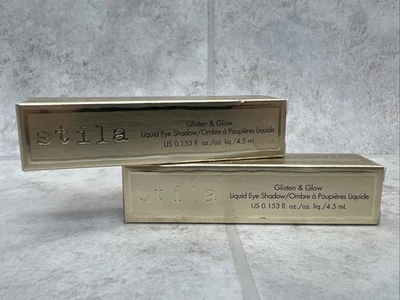 stila
Glisten & Glow
Liquid Eye Shadow/Ombre à Paupières Liquide
US 0.153 fl. oz./oz. liq./4.5 mL
stila
Glisten & Glow
Liquid Eye Shadow/Ombre à Paupières Liquide
US 0.153 fl. oz./oz. liq./4.5 mL